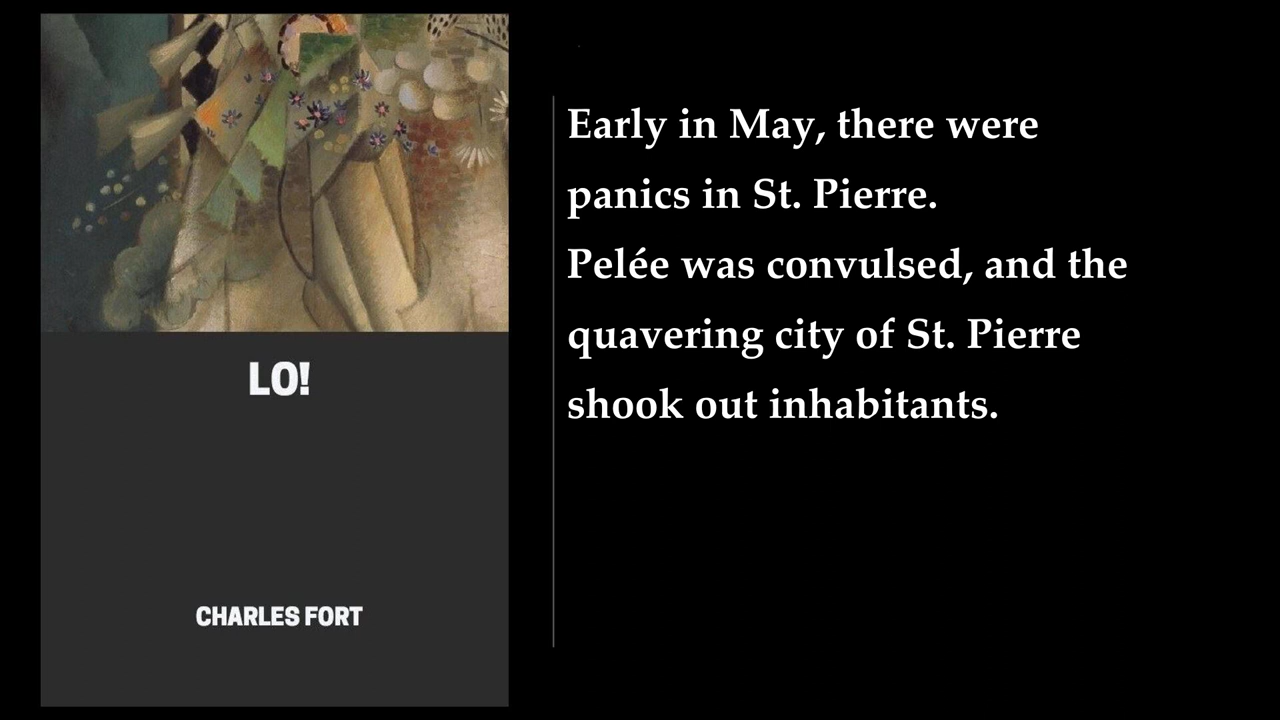 LO!
CHARLES FORT
Early in May, there were
panics in St. Pierre.
Pelée was convulsed, and the
quavering city of St. Pierre
shook out inhabitants.